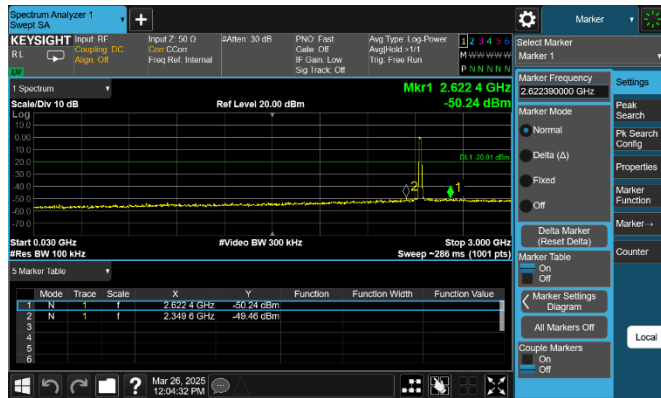 Spectrum Analyzer 1
Swept SA
Marker
KEYSIGHT
RL
Input: RF
Coupling: DC
Align: Off
Input Z: 50 Ω
Corr CCorr
Freq Ref: Internal
#Atten: 30 dB
PNO: Fast
Gate: Off
IF Gain: Low
Sig Track: Off
Avg Type: Log-Power
Avg|Hold:>1/1
Trig: Free Run
1 2 3 4 5 6
M W W W W W
P N N N N N
LW
Select Marker
Marker 1
1 Spectrum
Mkr1 2.622 4 GHz
-50.24 dBm
Scale/Div 10 dB
Ref Level 20.00 dBm
Log
10.0
0.00
-10.0
-20.0
-30.0
-40.0
-50.0
-60.0
-70.0
DL1 -20.01 dBm
2
1
Start 0.030 GHz
#Video BW 300 kHz
Stop 3.000 GHz
#Res BW 100 kHz
Sweep ~286 ms (1001 pts)
5 Marker Table
Mode Trace Scale X Y Function Function Width Function Value
1 N 1 f 2.622 4 GHz -50.24 dBm
2 N 1 f 2.349 6 GHz -49.46 dBm
3
4
5
6
Marker Frequency
2.622390000 GHz
Marker Mode
Normal
Delta (Δ)
Fixed
Off
Delta Marker
(Reset Delta)
Marker Table
On
Off
Marker Settings
Diagram
All Markers Off
Couple Markers
On
Off
Settings
Peak
Search
Pk Search
Config
Properties
Marker
Function
Marker→
Counter
Local
?
Mar 26, 2025
12:04:32 PM